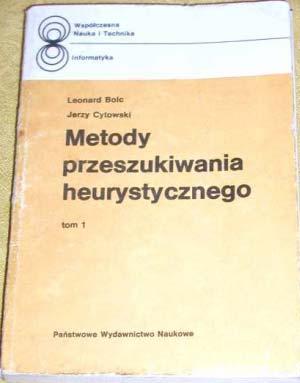 Współczesna
Nauka i Technika
Informatyka
Leonard Bolc
Jerzy Cytowski
Metody
przeszukiwania
heurystycznego
tom 1
Państwowe Wydawnictwo Naukowe